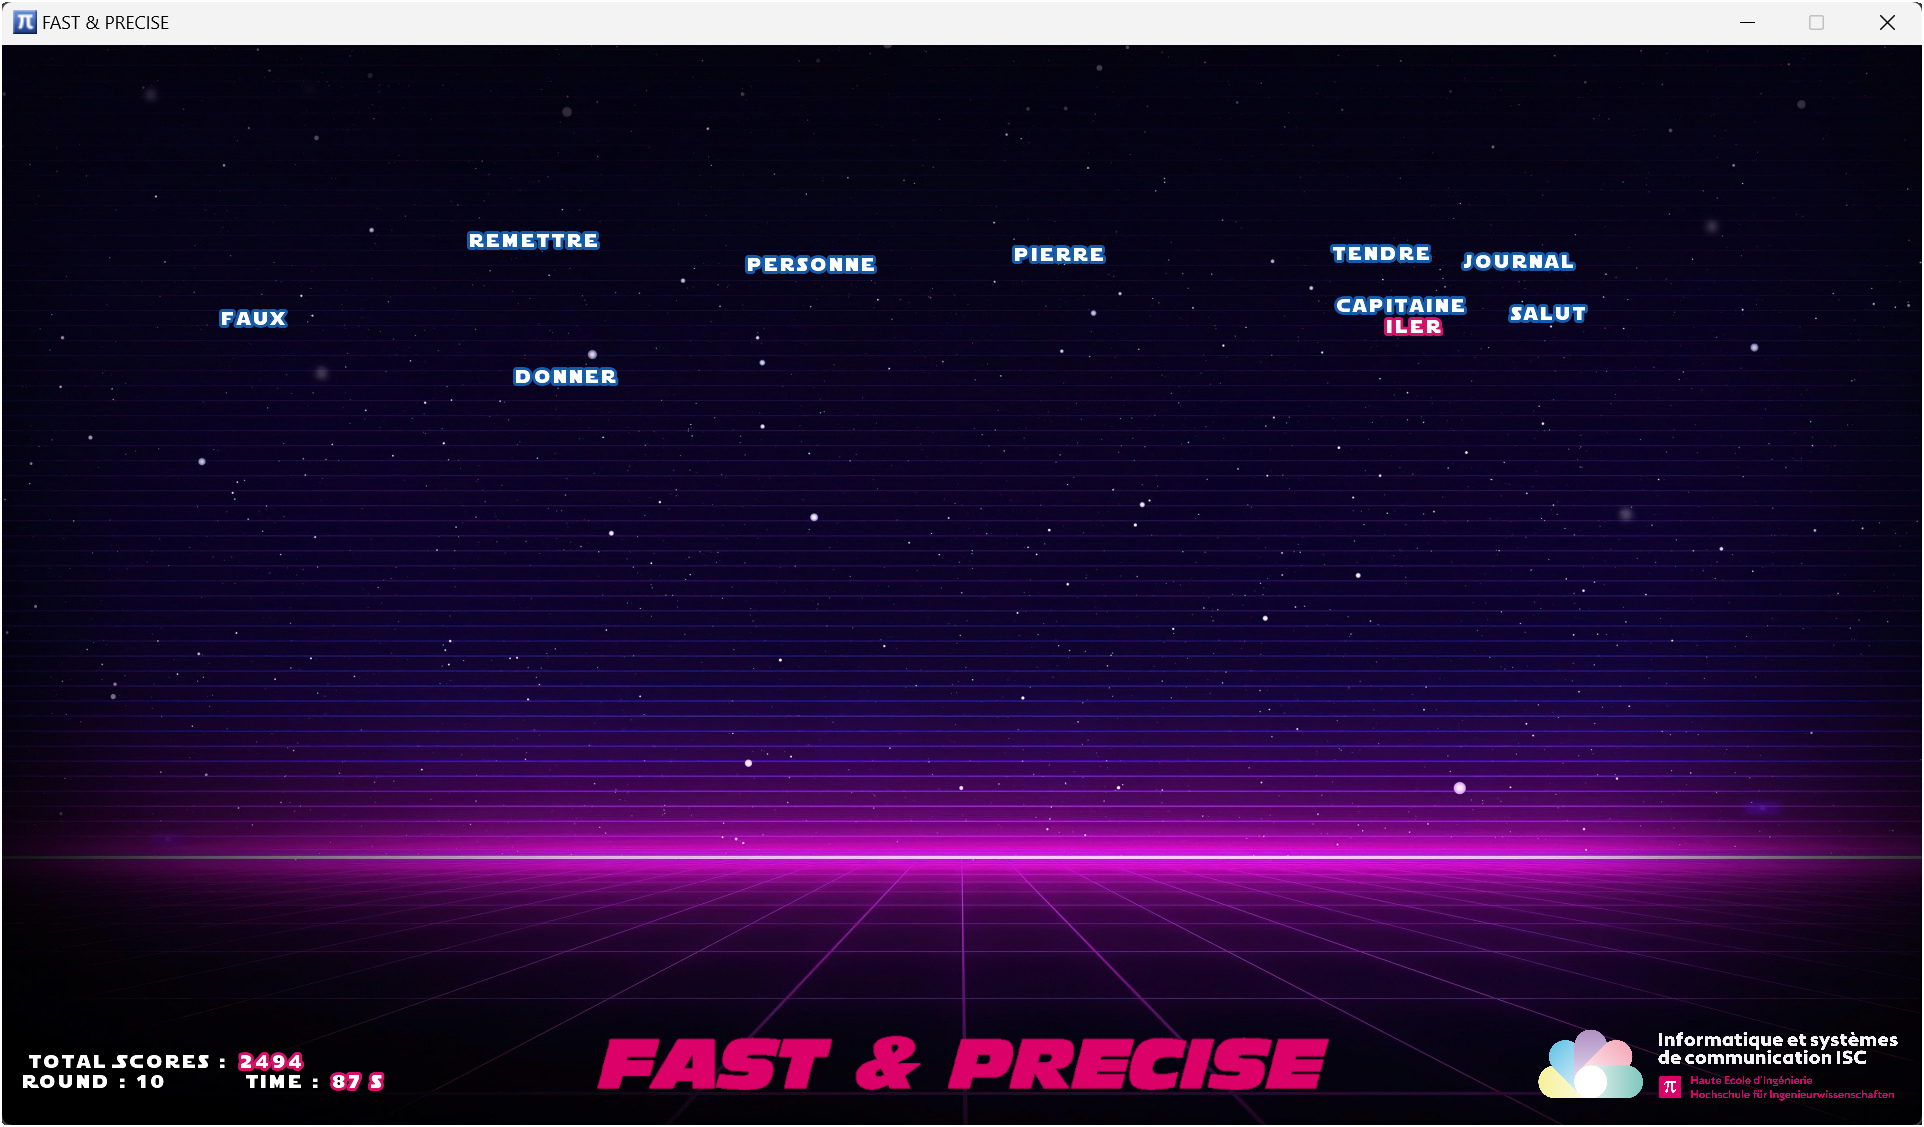 FAST & PRECISE
REMETTRE
PERSONNE
PIERRE
TENDRE
JOURNAL
FAUX
CAPITAINE
SALUT
ILER
DONNER
TOTAL SCORES : 2494
ROUND : 10 TIME : 87 S
FAST & PRECISE
Informatique et systèmes
de communication ISC
π Haute Ecole d'Ingénierie
Hochschule für Ingenieurwissenschaften